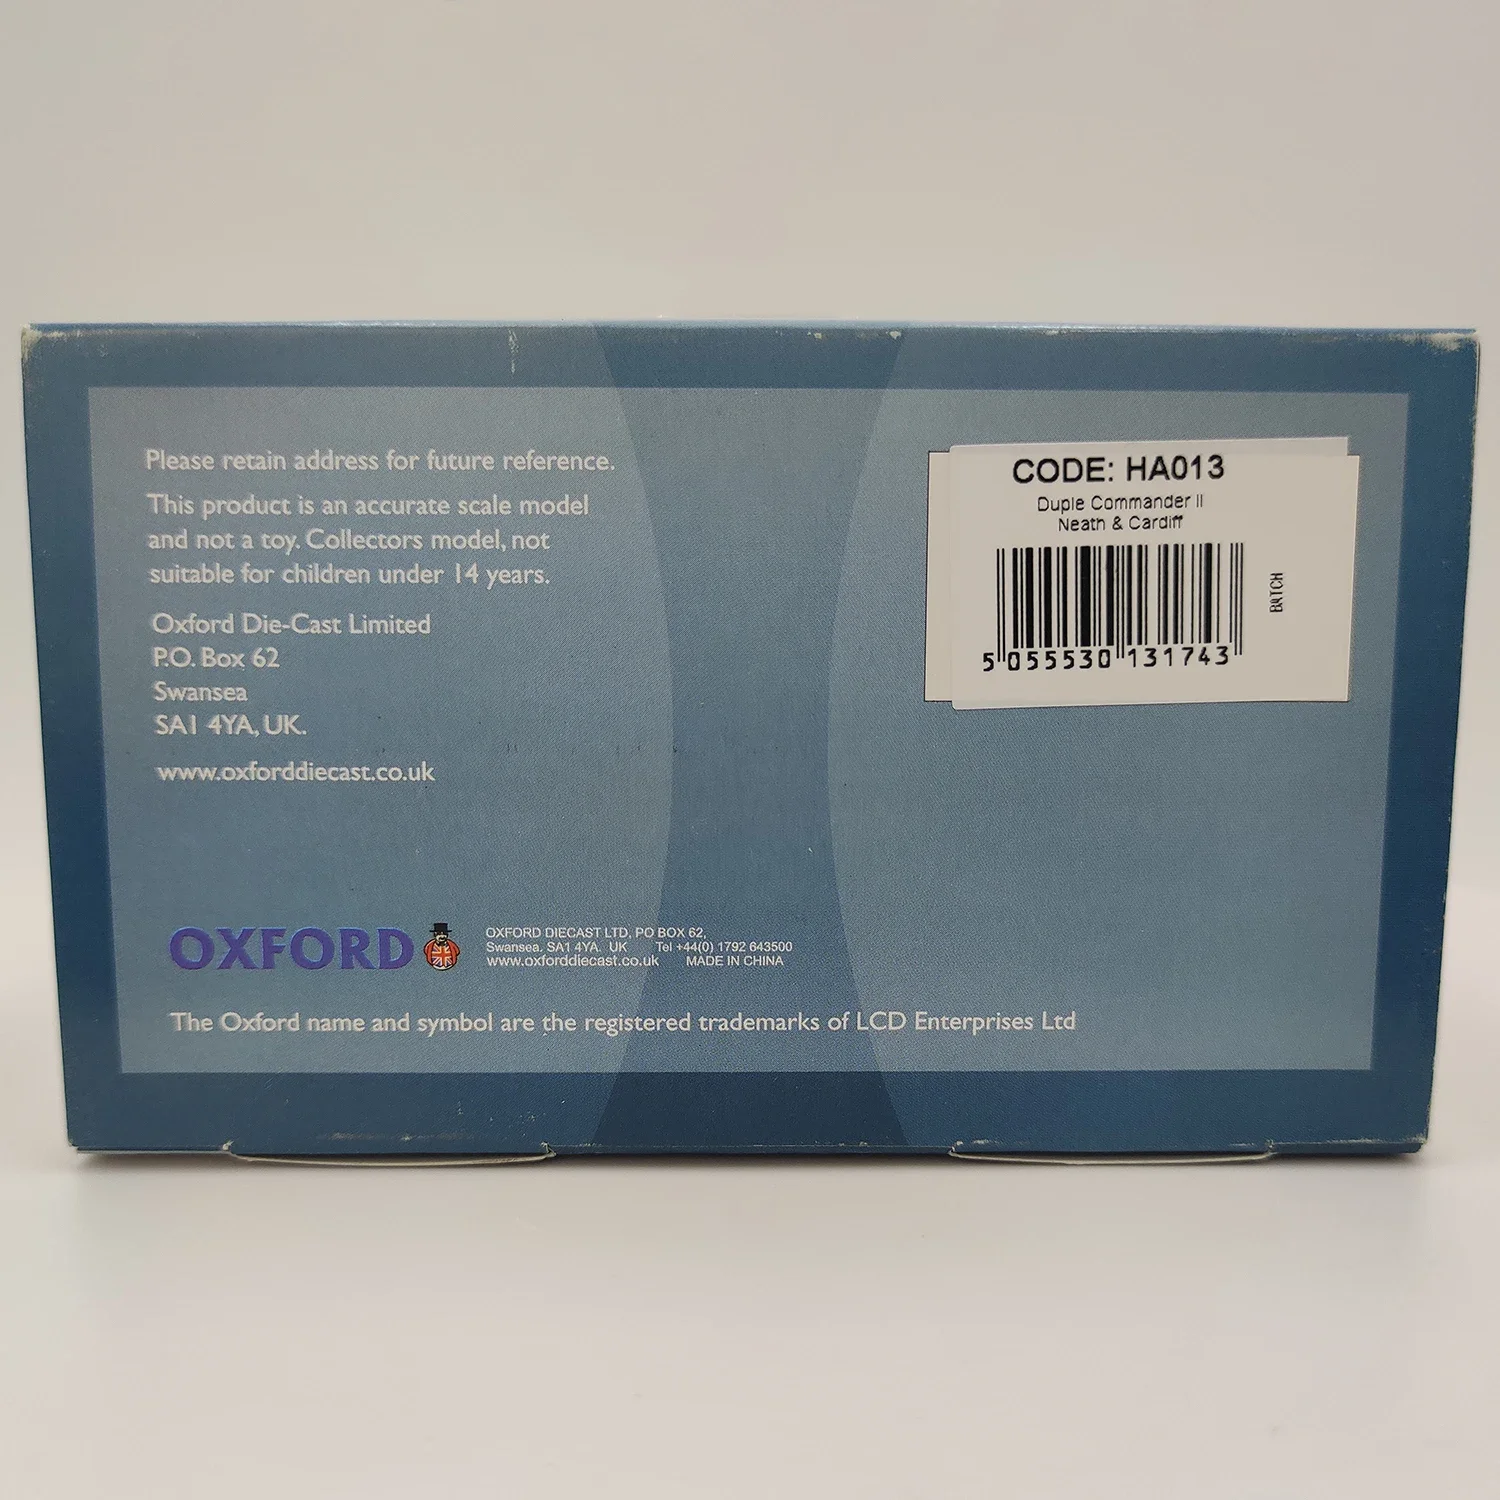 Please retain address for future reference.
This product is an accurate scale model
and not a toy. Collectors model, not
suitable for children under 14 years.
Oxford Die-Cast Limited
P.O. Box 62
Swansea
SA1 4YA, UK.
www.oxforddiecast.co.uk
CODE: HA013
Duple Commander II
Neath & Cardiff
BATCH
5 055530 131743
OXFORD
OXFORD DIECAST LTD, PO BOX 62,
Swansea. SA1 4YA. UK Tel +44(0) 1792 643500
www.oxforddiecast.co.uk MADE IN CHINA
The Oxford name and symbol are the registered trademarks of LCD Enterprises Ltd